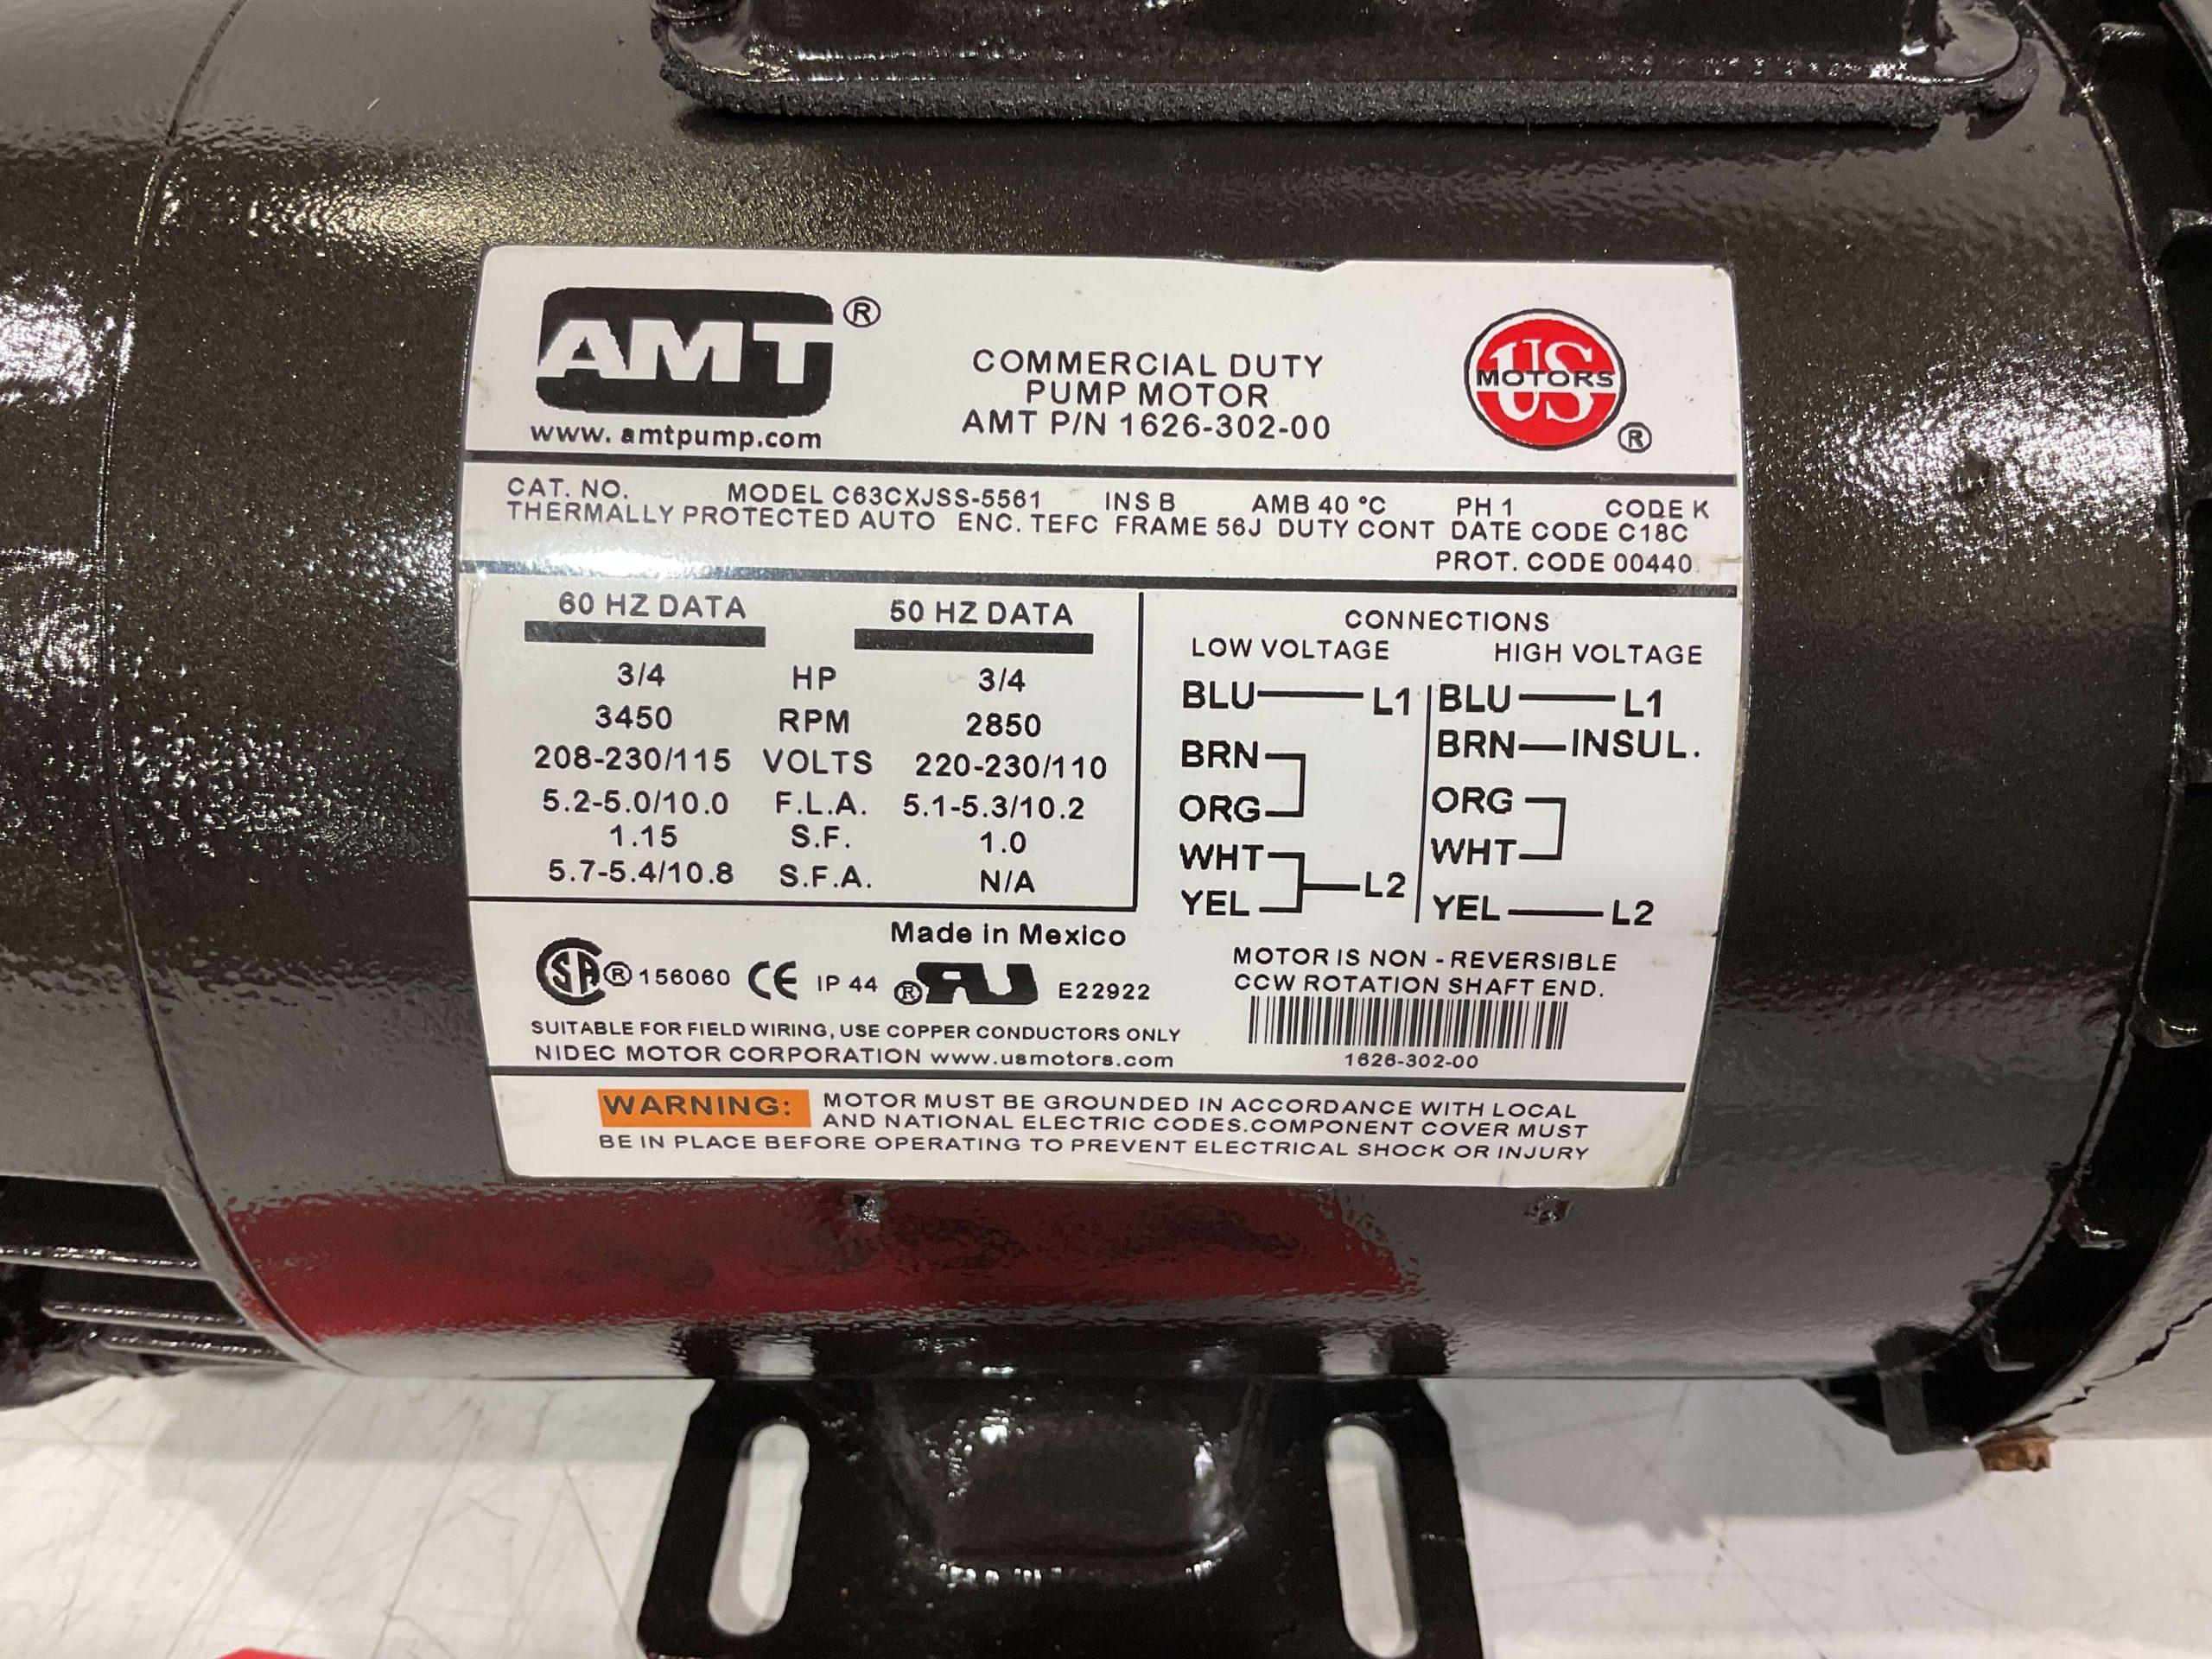 AMT®
www.amtpump.com
COMMERCIAL DUTY
PUMP MOTOR
AMT P/N 1626-302-00
US
MOTORS
®
CAT. NO. MODEL C63CXJSS-5561 INS B AMB 40 °C PH 1 CODE K
THERMALLY PROTECTED AUTO ENC. TEFC FRAME 56J DUTY CONT DATE CODE C18C
PROT. CODE 00440
60 HZ DATA 50 HZ DATA
3/4 HP 3/4
3450 RPM 2850
208-230/115 VOLTS 220-230/110
5.2-5.0/10.0 F.L.A. 5.1-5.3/10.2
1.15 S.F. 1.0
5.7-5.4/10.8 S.F.A. N/A
CONNECTIONS
LOW VOLTAGE HIGH VOLTAGE
BLU L1 BLU L1
BRN BRN INSUL.
ORG ORG
WHT WHT
L2
YEL YEL L2
Made in Mexico
SA® 156060 CE IP 44 ®RU E22922
MOTOR IS NON - REVERSIBLE
CCW ROTATION SHAFT END.
1626-302-00
SUITABLE FOR FIELD WIRING, USE COPPER CONDUCTORS ONLY
NIDEC MOTOR CORPORATION www.usmotors.com
WARNING: MOTOR MUST BE GROUNDED IN ACCORDANCE WITH LOCAL
AND NATIONAL ELECTRIC CODES.COMPONENT COVER MUST
BE IN PLACE BEFORE OPERATING TO PREVENT ELECTRICAL SHOCK OR INJURY